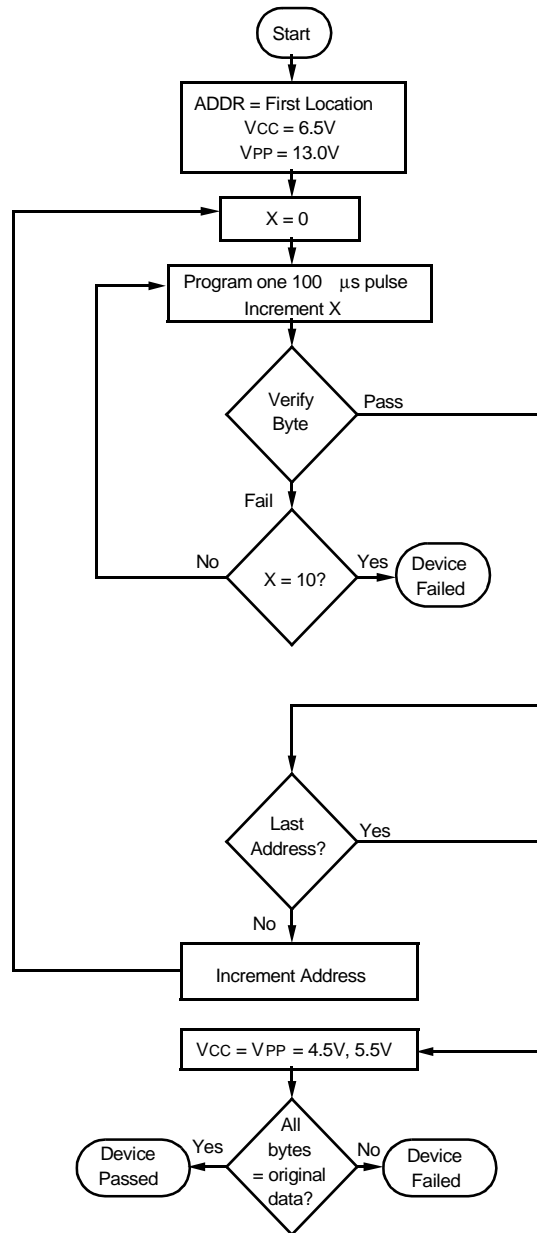 Start
ADDR = First Location
VCC = 6.5V
VPP = 13.0V
X = 0
Program one 100 μs pulse
Increment X
Verify
Byte
Pass
Fail
No
X = 10?
Yes
Device
Failed
Last
Address?
Yes
No
Increment Address
VCC = VPP = 4.5V, 5.5V
Device
Passed
Yes
All
bytes
= original
data?
No
Device
Failed